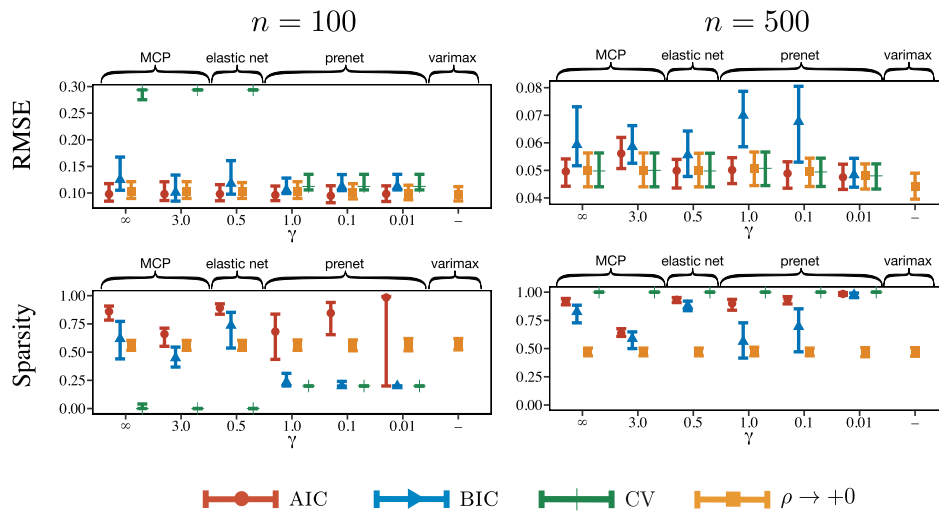 n = 100
n = 500
MCP elastic net prenet varimax
MCP elastic net prenet varimax
RMSE
0.30
0.25
0.20
0.15
0.10
∞ 3.0 0.5 1.0 0.1 0.01 –
γ
0.08
0.07
0.06
0.05
0.04
∞ 3.0 0.5 1.0 0.1 0.01 –
γ
MCP elastic net prenet varimax
MCP elastic net prenet varimax
Sparsity
1.00
0.75
0.50
0.25
0.00
∞ 3.0 0.5 1.0 0.1 0.01 –
γ
1.00
0.75
0.50
0.25
0.00
∞ 3.0 0.5 1.0 0.1 0.01 –
γ
AIC BIC CV ρ → +0